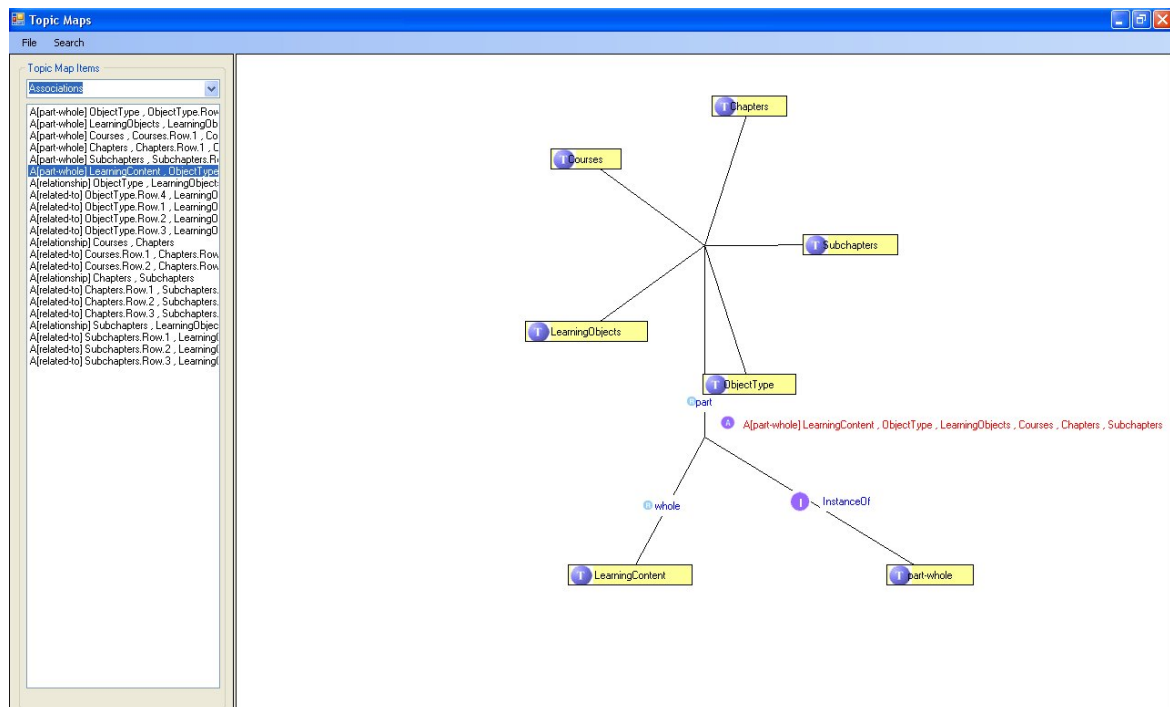 Topic Maps
File Search
Topic Map Items
Associations
A[part-whole] ObjectType , ObjectType.Row
A[part-whole] LearningObjects , LearningOb
A[part-whole] Courses , Courses.Row.1 , Co
A[part-whole] Chapters , Chapters.Row.1 , C
A[part-whole] Subchapters , Subchapters.R
A[part-whole] LearningContent , ObjectType
A[relationship] ObjectType , LearningObject
A[related-to] ObjectType.Row.4 , LearningO
A[related-to] ObjectType.Row.1 , LearningO
A[related-to] ObjectType.Row.2 , LearningO
A[related-to] ObjectType.Row.3 , LearningO
A[relationship] Courses , Chapters
A[related-to] Courses.Row.1 , Chapters.Row
A[related-to] Courses.Row.2 , Chapters.Row
A[relationship] Chapters , Subchapters
A[related-to] Chapters.Row.1 , Subchapters.
A[related-to] Chapters.Row.2 , Subchapters.
A[related-to] Chapters.Row.3 , Subchapters.
A[relationship] Subchapters , LearningObjec
A[related-to] Subchapters.Row.1 , Learning
A[related-to] Subchapters.Row.2 , Learning
A[related-to] Subchapters.Row.3 , Learning
T Chapters
T Courses
T Subchapters
T LearningObjects
T ObjectType
part
A A[part-whole] LearningContent , ObjectType , LearningObjects , Courses , Chapters , Subchapters
whole
I InstanceOf
T LearningContent
T part-whole